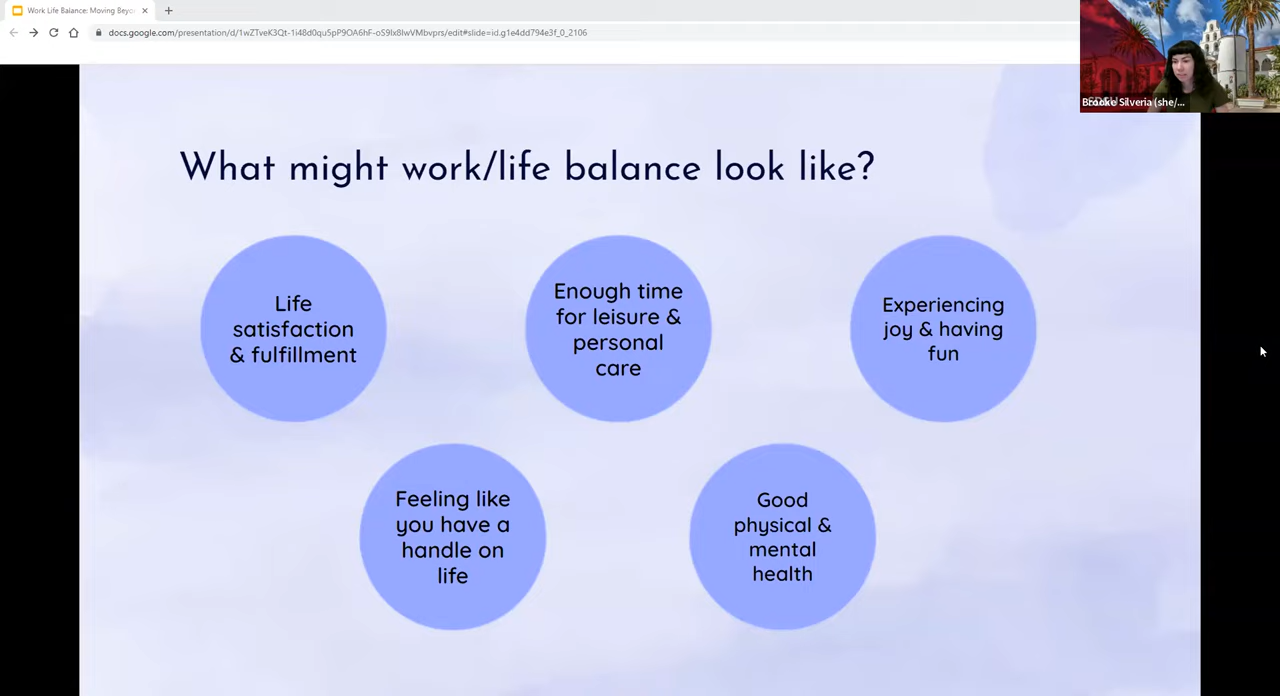 Work Life Balance: Moving Beyo
docs.google.com/presentation/d/1wZTveK3Qt-1i48d0qu5pP9OA6hF-oS9lx8lwVMbvprs/edit#slide=id.g1e4dd794e3f_0_2106
Brooke Silveria (she/...
What might work/life balance look like?
Life
satisfaction
& fulfillment
Enough time
for leisure &
personal
care
Experiencing
joy & having
fun
Feeling like
you have a
handle on
life
Good
physical &
mental
health